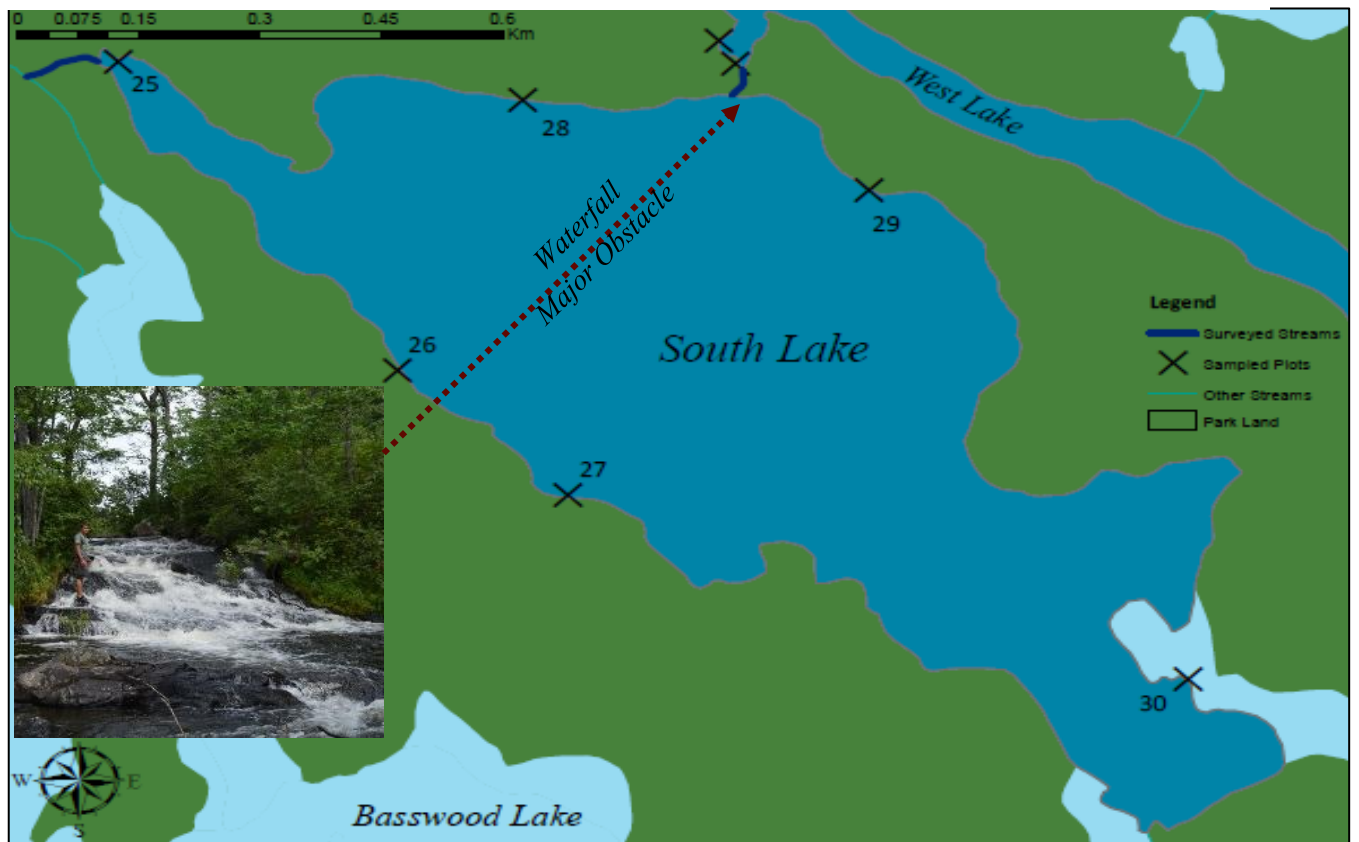 0 0.075 0.15 0.3 0.45 0.6
Km
25
28
West Lake
29
Waterfall
Major Obstacle
Legend
Surveyed Streams
Sampled Plots
Other Streams
Park Land
South Lake
26
27
30
W E
S
Basswood Lake